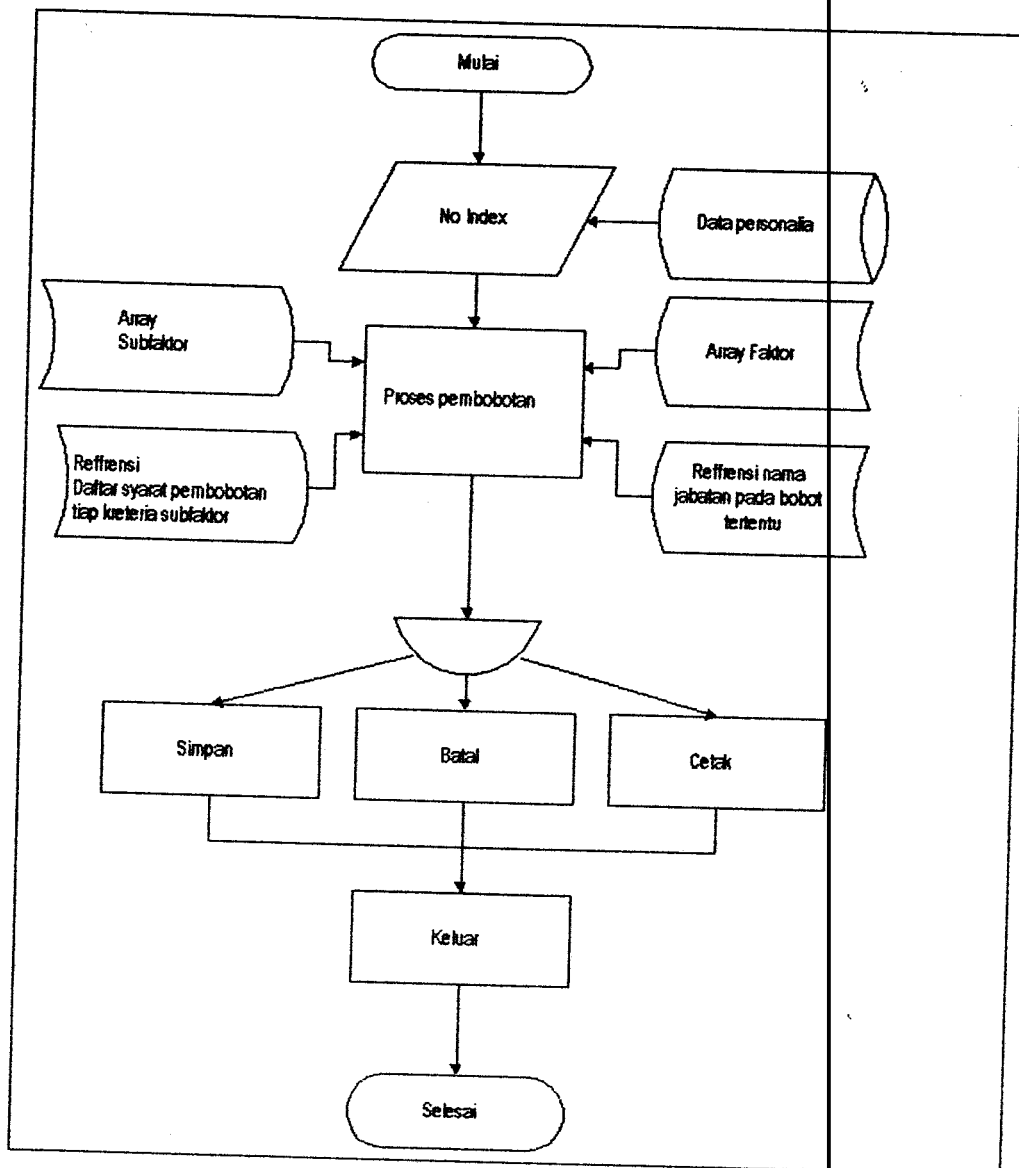 Mulai
No Index
Data personalia
Array
Subfaktor
Array Faktor
Proses pembobotan
Reffrensi
Daftar syarat pembobotan
tiap kreteria subfaktor
Reffrensi nama
jabatan pada bobot
tertentu
Simpan
Batal
Cetak
Keluar
Selesai